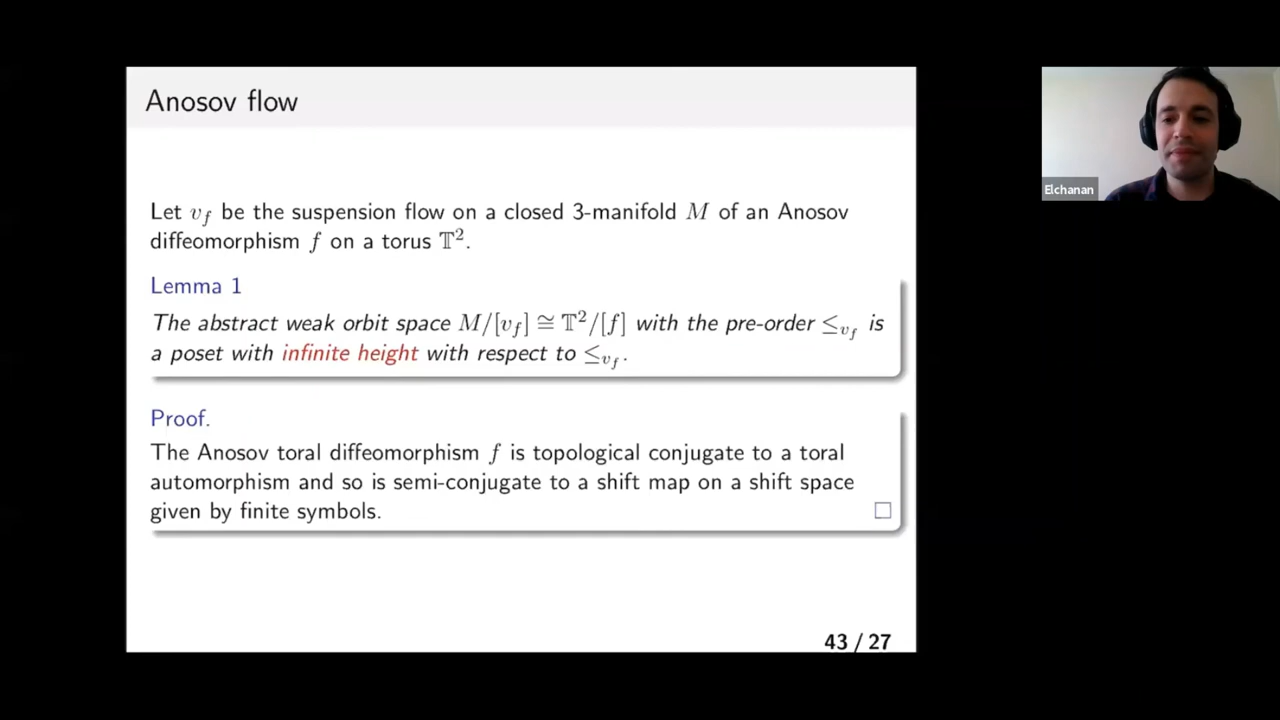 Anosov flow
Let v_f be the suspension flow on a closed 3-manifold M of an Anosov
diffeomorphism f on a torus 𝕋².
Lemma 1
The abstract weak orbit space M/[v_f] ≅ 𝕋²/[f] with the pre-order ≤_{v_f} is
a poset with infinite height with respect to ≤_{v_f}.
Proof.
The Anosov toral diffeomorphism f is topological conjugate to a toral
automorphism and so is semi-conjugate to a shift map on a shift space
given by finite symbols. □
43 / 27
Elchanan